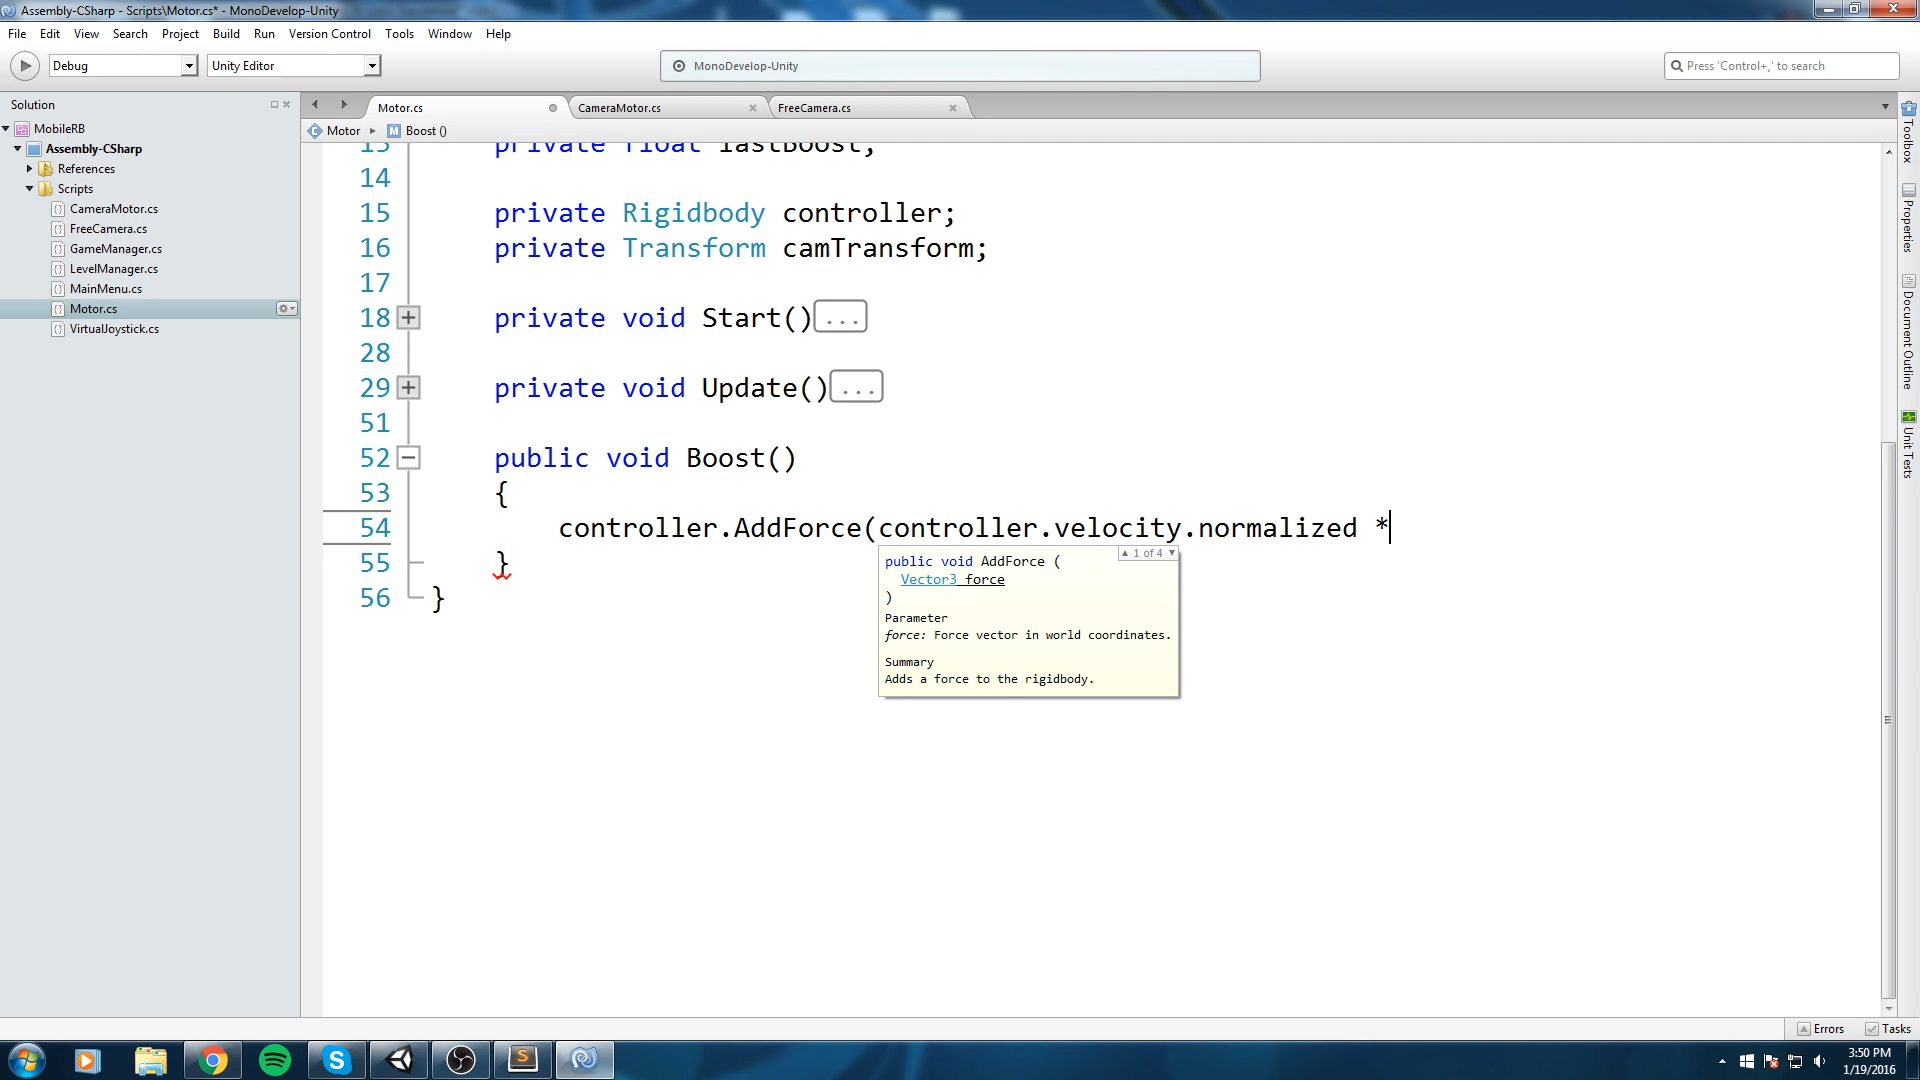 Assembly-CSharp - Scripts\Motor.cs* - MonoDevelop-Unity
File Edit View Search Project Build Run Version Control Tools Window Help
Debug Unity Editor MonoDevelop-Unity Press 'Control+,' to search
Solution
MobileRB
Assembly-CSharp
References
Scripts
CameraMotor.cs
FreeCamera.cs
GameManager.cs
LevelManager.cs
MainMenu.cs
Motor.cs
VirtualJoystick.cs
Motor.cs CameraMotor.cs FreeCamera.cs
Motor Boost ()
13 private float lastBoost;
14
15 private Rigidbody controller;
16 private Transform camTransform;
17
18 private void Start()...
28
29 private void Update()...
51
52 public void Boost()
53 {
54 controller.AddForce(controller.velocity.normalized *
55 }
56 }
1 of 4
public void AddForce (
Vector3 force
)
Parameter
force: Force vector in world coordinates.
Summary
Adds a force to the rigidbody.
Toolbox
Properties
Document Outline
Unit Tests
Errors Tasks
3:50 PM
1/19/2016